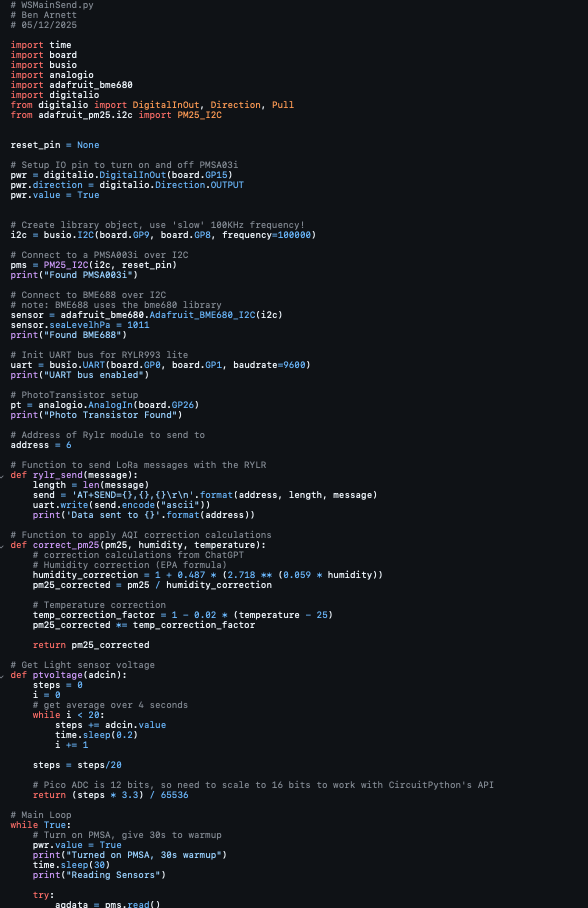 # WSMainSend.py
# Ben Arnett
# 05/12/2025
import time
import board
import busio
import analogio
import adafruit_bme680
import digitalio
from digitalio import DigitalInOut, Direction, Pull
from adafruit_pm25.i2c import PM25_I2C
reset_pin = None
# Setup IO pin to turn on and off PMSA03i
pwr = digitalio.DigitalInOut(board.GP15)
pwr.direction = digitalio.Direction.OUTPUT
pwr.value = True
# Create library object, use 'slow' 100KHz frequency!
i2c = busio.I2C(board.GP9, board.GP8, frequency=100000)
# Connect to a PMSA003i over I2C
pms = PM25_I2C(i2c, reset_pin)
print("Found PMSA003i")
# Connect to BME688 over I2C
# note: BME688 uses the bme680 library
sensor = adafruit_bme680.Adafruit_BME680_I2C(i2c)
sensor.seaLevelhPa = 1011
print("Found BME688")
# Init UART bus for RYLR993 lite
uart = busio.UART(board.GP0, board.GP1, baudrate=9600)
print("UART bus enabled")
# PhotoTransistor setup
pt = analogio.AnalogIn(board.GP26)
print("Photo Transistor Found")
# Address of Rylr module to send to
address = 6
# Function to send LoRa messages with the RYLR
def rylr_send(message):
    length = len(message)
    send = 'AT+SEND={},{},{}\r\n'.format(address, length, message)
    uart.write(send.encode("ascii"))
    print('Data sent to {}'.format(address))
# Function to apply AQI correction calculations
def correct_pm25(pm25, humidity, temperature):
    # correction calculations from ChatGPT
    # Humidity correction (EPA formula)
    humidity_correction = 1 + 0.487 * (2.718 ** (0.059 * humidity))
    pm25_corrected = pm25 / humidity_correction
    # Temperature correction
    temp_correction_factor = 1 - 0.02 * (temperature - 25)
    pm25_corrected *= temp_correction_factor
    return pm25_corrected
# Get Light sensor voltage
def ptvoltage(adcin):
    steps = 0
    i = 0
    # get average over 4 seconds
    while i < 20:
        steps += adcin.value
        time.sleep(0.2)
        i += 1
    steps = steps/20
    # Pico ADC is 12 bits, so need to scale to 16 bits to work with CircuitPython's API
    return (steps * 3.3) / 65536
# Main Loop
while True:
    # Turn on PMSA, give 30s to warmup
    pwr.value = True
    print("Turned on PMSA, 30s warmup")
    time.sleep(30)
    print("Reading Sensors")
    try:
        aqdata = pms.read()